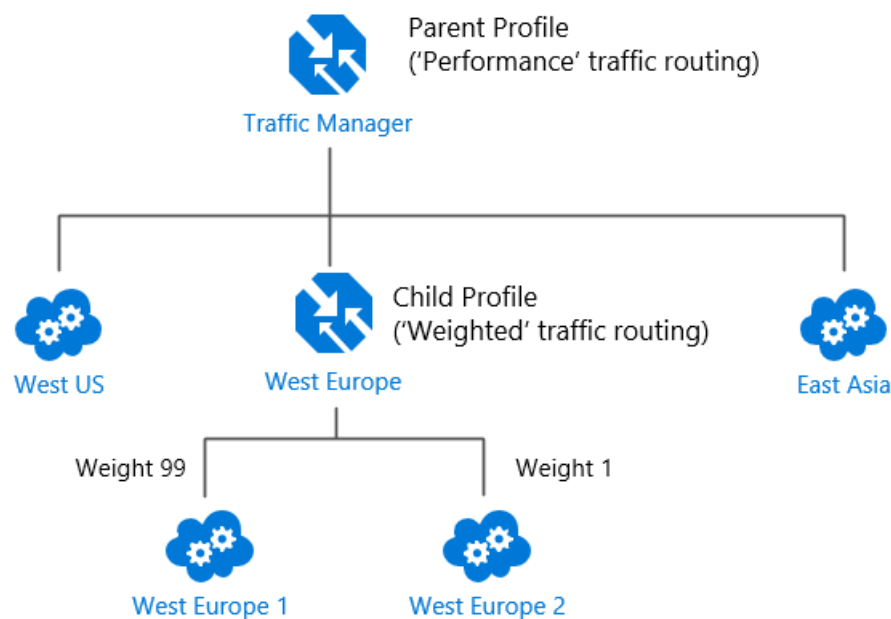 Parent Profile
(‘Performance’ traffic routing)
Traffic Manager
Child Profile
(‘Weighted’ traffic routing)
West US
West Europe
East Asia
Weight 99
Weight 1
West Europe 1
West Europe 2